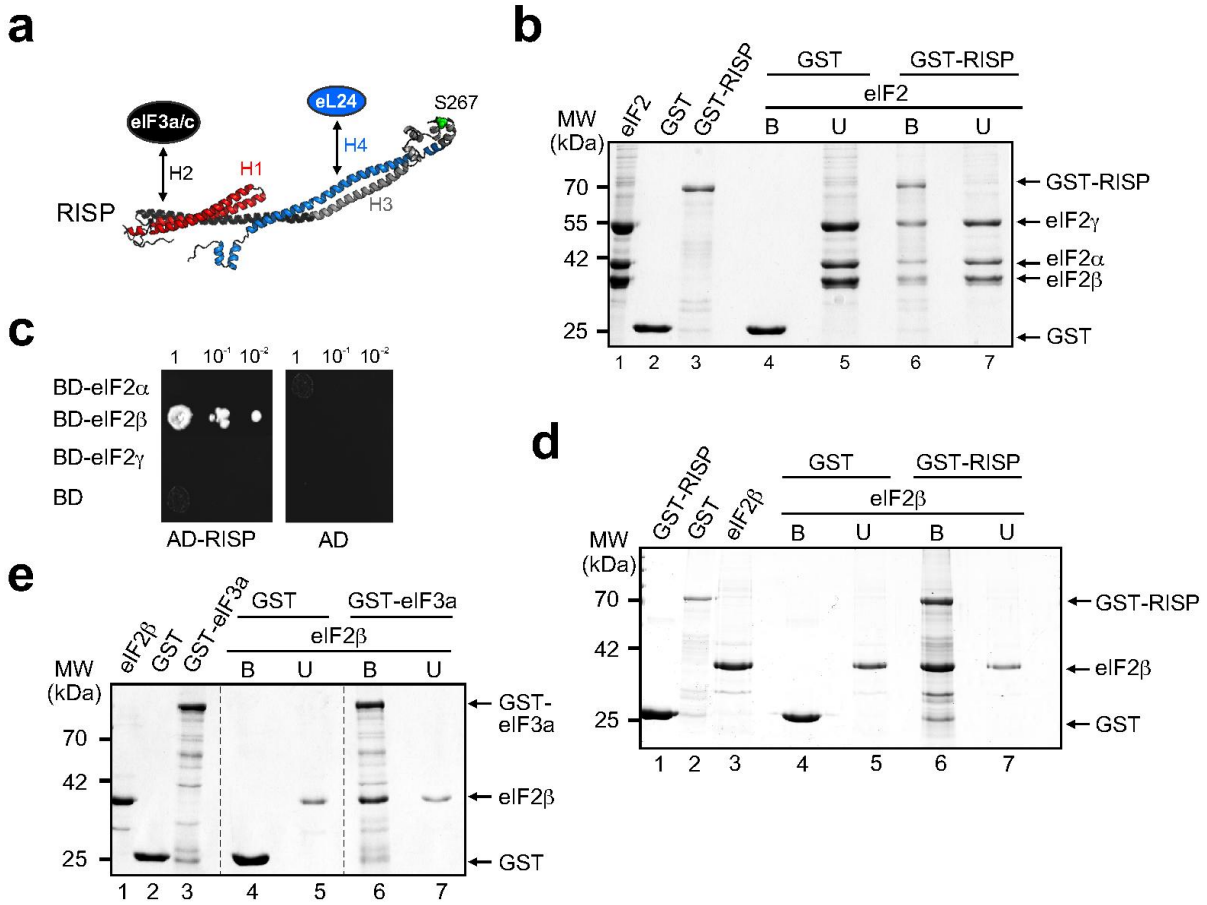 a
eIF3a/c
eL24
S267
H2
H1
H4
H3
RISP
b
GST
GST-RISP
eIF2
MW
(kDa)
eIF2
GST
GST-RISP
B
U
B
U
70
55
42
25
GST-RISP
eIF2γ
eIF2α
eIF2β
GST
1 2 3 4 5 6 7
c
1 10-1 10-2
1 10-1 10-2
BD-eIF2α
BD-eIF2β
BD-eIF2γ
BD
AD-RISP
AD
d
GST
GST-RISP
eIF2β
MW
(kDa)
GST-RISP
GST
eIF2β
B
U
B
U
70
42
25
GST-RISP
eIF2β
GST
1 2 3 4 5 6 7
e
GST
GST-eIF3a
eIF2β
MW
(kDa)
eIF2β
GST
GST-eIF3a
B
U
B
U
70
42
25
GST-
eIF3a
eIF2β
GST
1 2 3 4 5 6 7